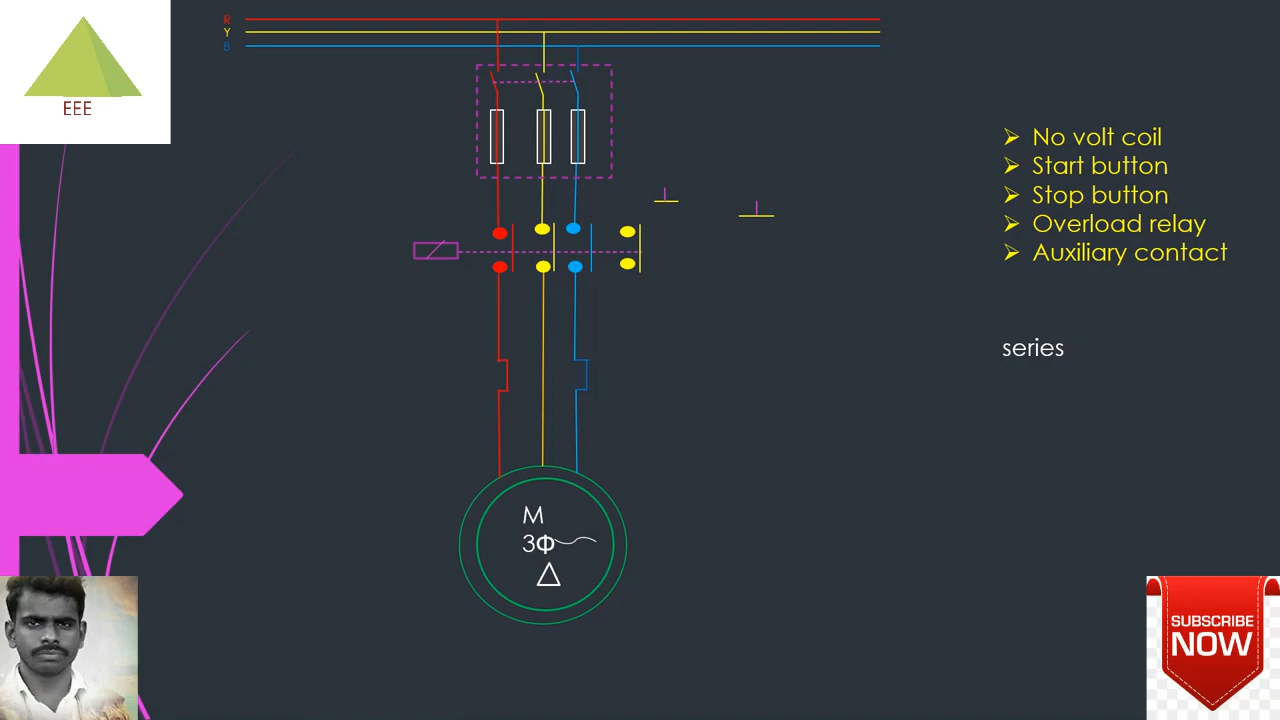 R
Y
B
EEE
No volt coil
Start button
Stop button
Overload relay
Auxiliary contact
series
M
3Φ
SUBSCRIBE
NOW